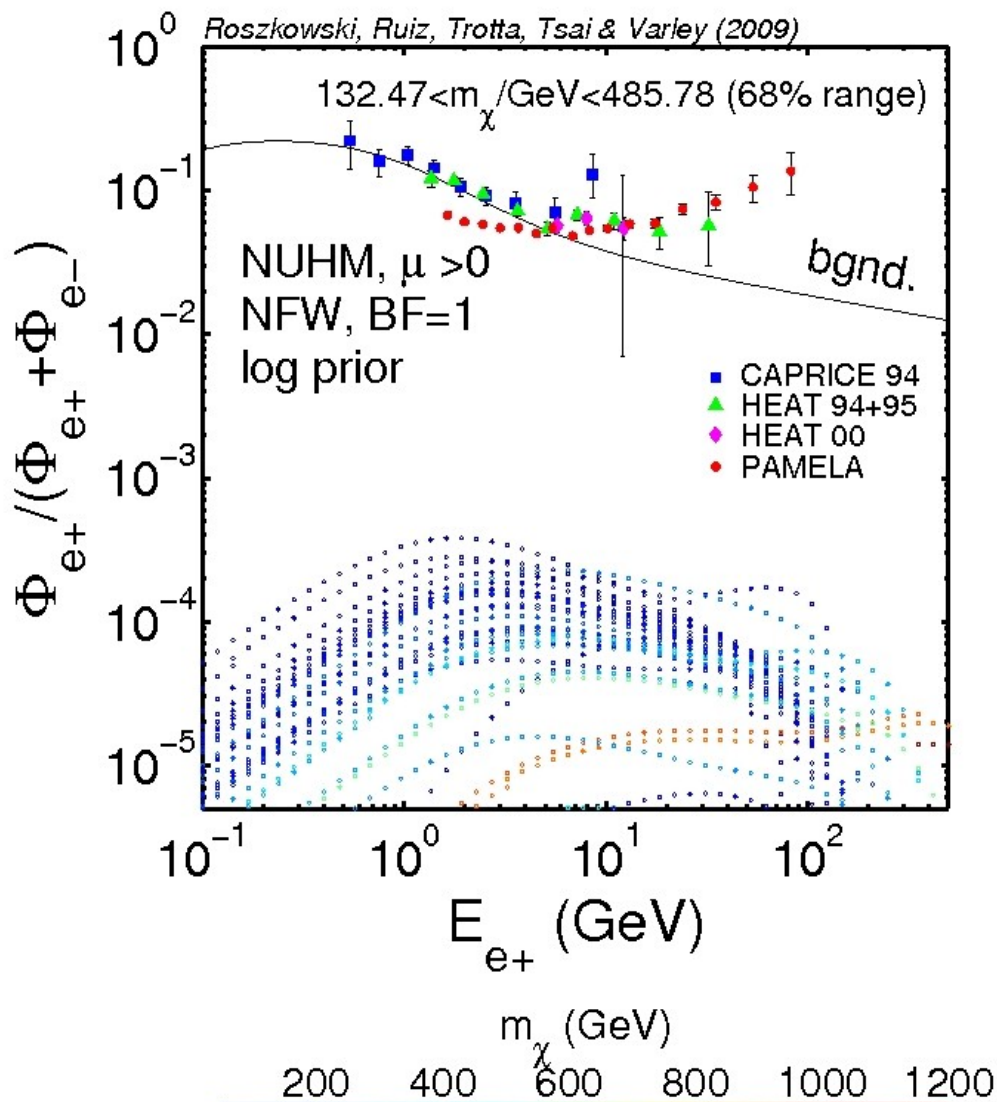 Roszkowski, Ruiz, Trotta, Tsai & Varley (2009)
132.47<m_χ/GeV<485.78 (68% range)
10^0
10^−1
10^−2
10^−3
10^−4
10^−5
Φ_e+/(Φ_e+ +Φ_e−)
bgnd.
NUHM, μ >0
NFW, BF=1
log prior
CAPRICE 94
HEAT 94+95
HEAT 00
PAMELA
10^−1 10^0 10^1 10^2
E_e+ (GeV)
m_χ (GeV)
200 400 600 800 1000 1200